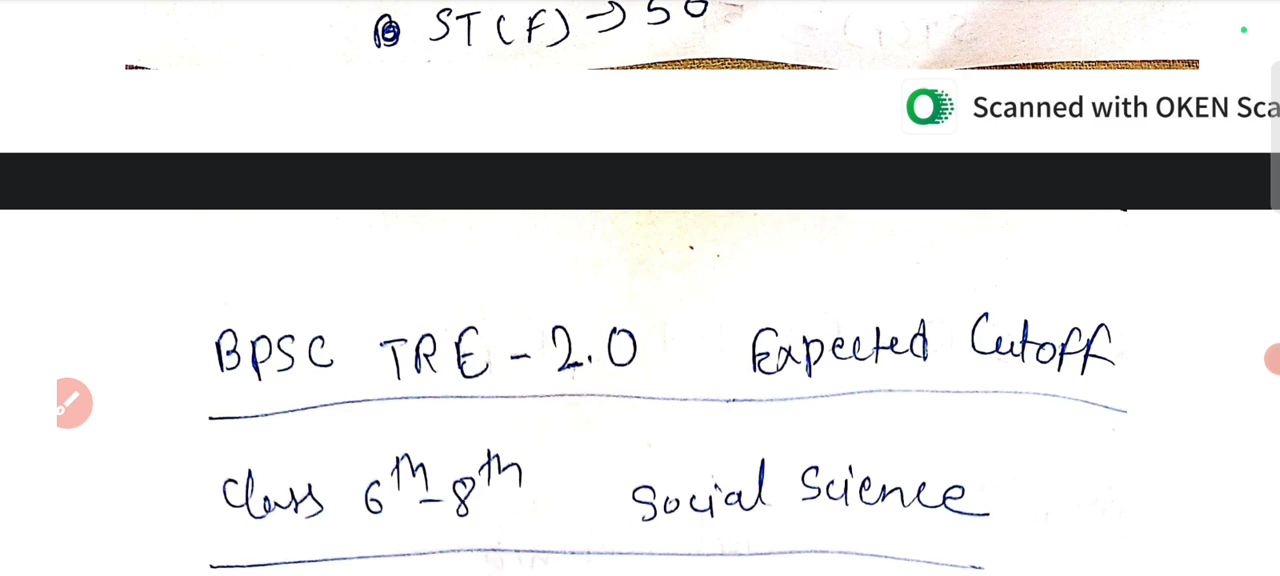 ST (F) → 50
Scanned with OKEN Sca
BPSC TRE - 2.0 Expected Cutoff
Class 6th - 8th Social Science